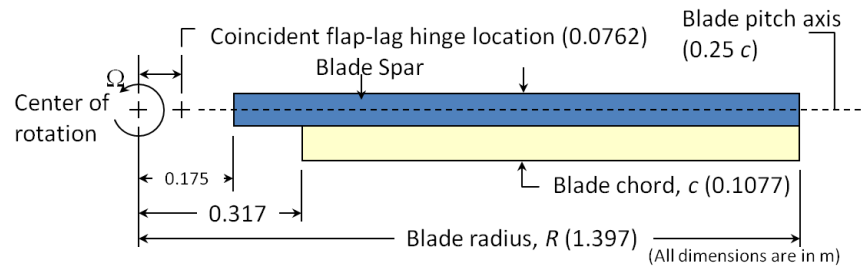 Blade pitch axis
(0.25 c)
Coincident flap-lag hinge location (0.0762)
Blade Spar
Ω
Center of
rotation
0.175
Blade chord, c (0.1077)
0.317
Blade radius, R (1.397)
(All dimensions are in m)